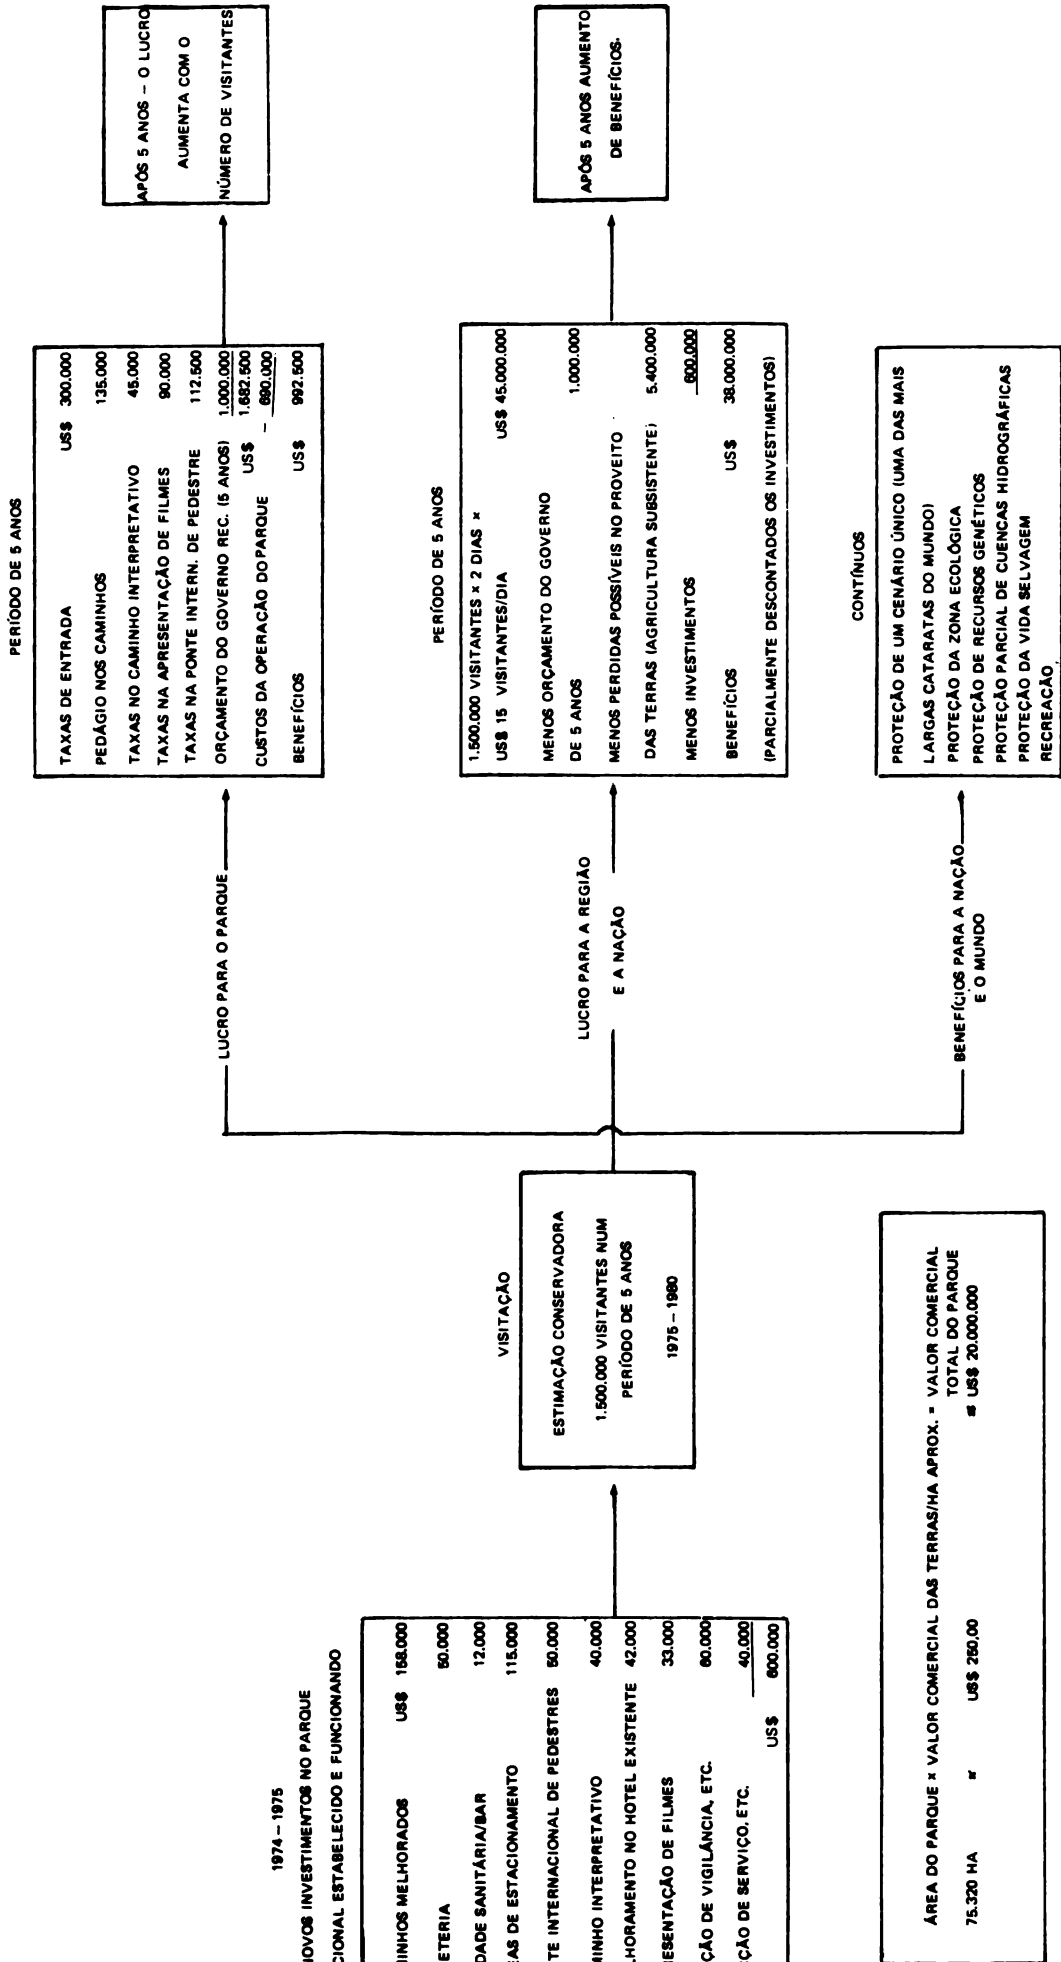 1974 – 1975
NOVOS INVESTIMENTOS NO PARQUE
CIONAL ESTABELECIDO E FUNCIONANDO
MINHOS MELHORADOS US$ 158.000
ETERIA 50.000
DADE SANITÁRIA/BAR 12.000
EAS DE ESTACIONAMENTO 115.000
TE INTERNACIONAL DE PEDESTRES 50.000
MINHO INTERPRETATIVO 40.000
LHORAMENTO NO HOTEL EXISTENTE 42.000
ESENTAÇÃO DE FILMES 33.000
ÇÃO DE VIGILÂNCIA, ETC. 60.000
ÇÃO DE SERVIÇO, ETC. 40.000
US$ 600.000
VISITAÇÃO
ESTIMAÇÃO CONSERVADORA
1.500.000 VISITANTES NUM
PERÍODO DE 5 ANOS
1975 – 1980
LUCRO PARA O PARQUE
PERÍODO DE 5 ANOS
TAXAS DE ENTRADA US$ 300.000
PEDÁGIO NOS CAMINHOS 135.000
TAXAS NO CAMINHO INTERPRETATIVO 45.000
TAXAS NA APRESENTAÇÃO DE FILMES 90.000
TAXAS NA PONTE INTERN. DE PEDESTRE 112.500
ORÇAMENTO DO GOVERNO REC. (5 ANOS) 1.000.000
US$ 1.682.500
CUSTOS DA OPERAÇÃO DO PARQUE – 690.000
BENEFÍCIOS US$ 992.500
APÓS 5 ANOS – O LUCRO
AUMENTA COM O
NÚMERO DE VISITANTES
LUCRO PARA A REGIÃO
E A NAÇÃO
PERÍODO DE 5 ANOS
1.500.000 VISITANTES x 2 DIAS x
US$ 15 VISITANTES/DIA US$ 45.000.000
MENOS ORÇAMENTO DO GOVERNO
DE 5 ANOS 1.000.000
MENOS PERDIDAS POSSÍVEIS NO PROVEITO
DAS TERRAS (AGRICULTURA SUBSISTENTE) 5.400.000
MENOS INVESTIMENTOS 600.000
BENEFÍCIOS US$ 38.000.000
(PARCIALMENTE DESCONTADOS OS INVESTIMENTOS)
APÓS 5 ANOS AUMENTO
DE BENEFÍCIOS.
BENEFÍCIOS PARA A NAÇÃO
E O MUNDO
CONTÍNUOS
PROTEÇÃO DE UM CENÁRIO ÚNICO (UMA DAS MAIS
LARGAS CATARATAS DO MUNDO)
PROTEÇÃO DA ZONA ECOLÓGICA
PROTEÇÃO DE RECURSOS GENÉTICOS
PROTEÇÃO PARCIAL DE CUENCAS HIDROGRÁFICAS
PROTEÇÃO DA VIDA SELVAGEM
RECREAÇÃO
ÁREA DO PARQUE x VALOR COMERCIAL DAS TERRAS/HA APROX. = VALOR COMERCIAL
TOTAL DO PARQUE
75.320 HA x US$ 260,00 = US$ 20.000.000